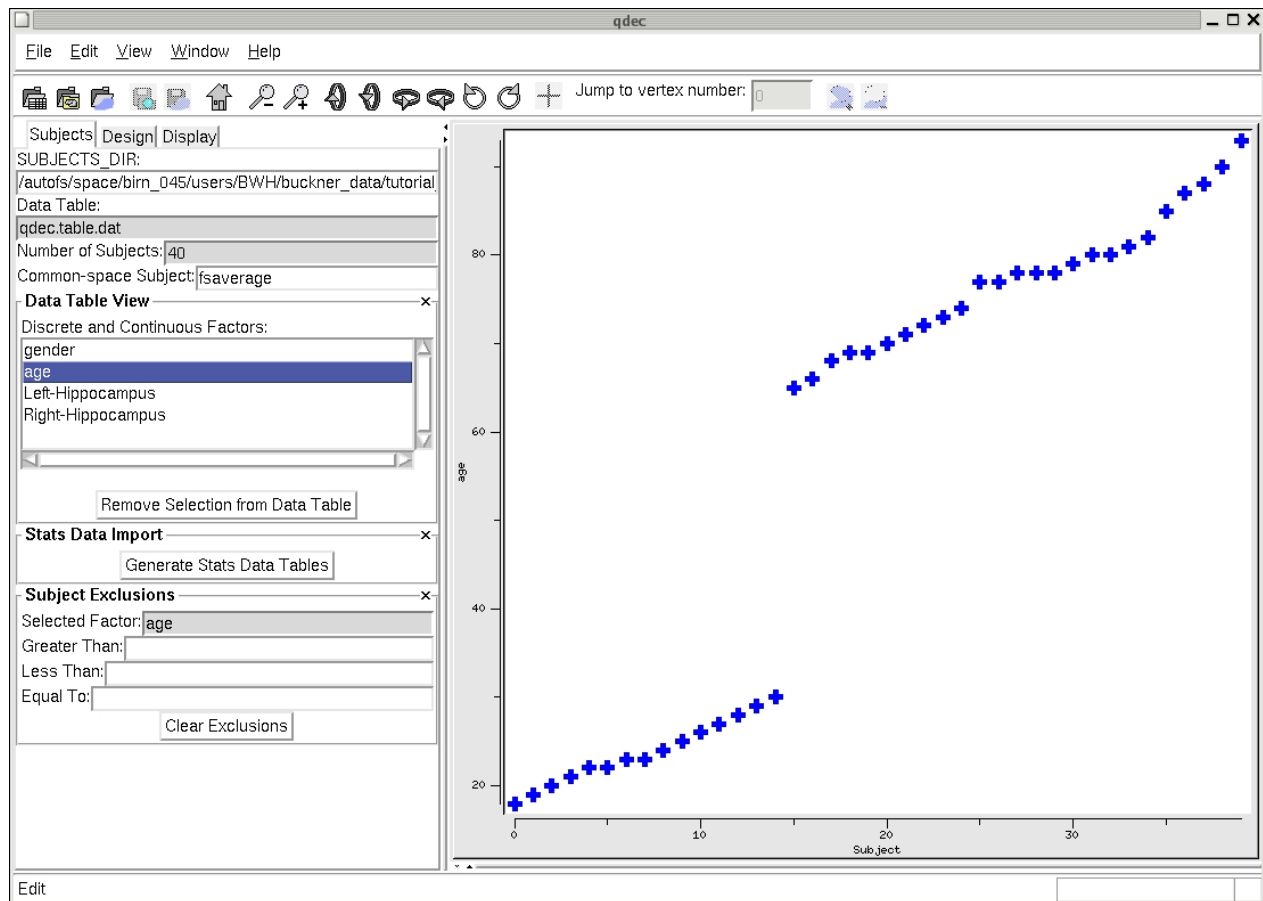 qdec
File Edit View Window Help
Jump to vertex number: 0
Subjects Design Display
SUBJECTS_DIR:
/autofs/space/birn_045/users/BWH/buckner_data/tutorial_
Data Table:
qdec.table.dat
Number of Subjects: 40
Common-space Subject: fsaverage
Data Table View
Discrete and Continuous Factors:
gender
age
Left-Hippocampus
Right-Hippocampus
Remove Selection from Data Table
Stats Data Import
Generate Stats Data Tables
Subject Exclusions
Selected Factor: age
Greater Than:
Less Than:
Equal To:
Clear Exclusions
80
60
age
40
20
0 10 20 30
Subject
Edit